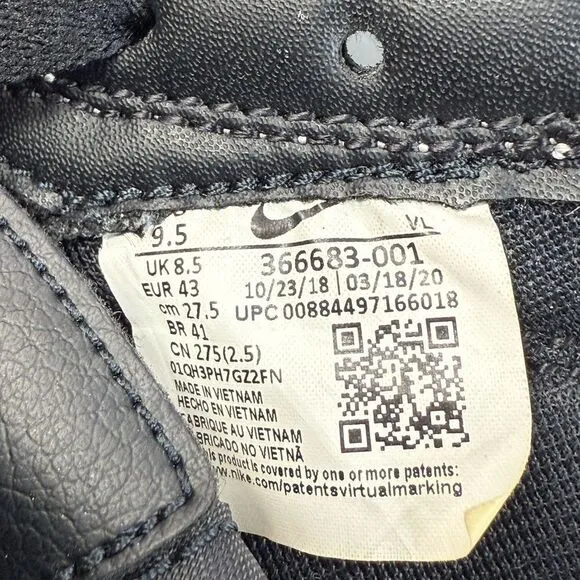 9.5
VL
UK 8.5
366683-001
EUR 43
10/23/18 | 03/18/20
cm 27.5
UPC 00884497166018
BR 41
CN 275(2.5)
01QH3PH7GZ2FN
MADE IN VIETNAM
HECHO EN VIETNAM
FABRIQUE AU VIETNAM
FABRICADO NO VIETNÃ
his product is covered by one or more patents:
www.nike.com/patentsvirtualmarking